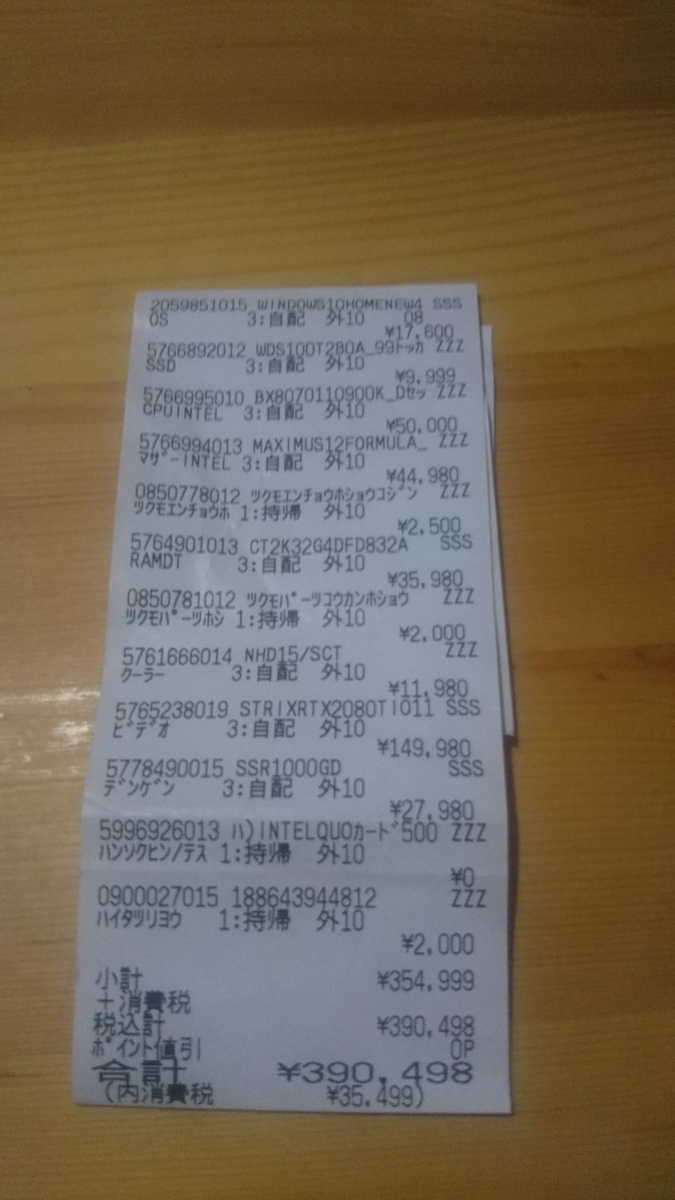 2059851015 WINDOWS10HOMENEW4 SSS
OS 3:自配 外10 08
¥17,600
5766892012 WDS100T2B0A_99トッカ ZZZ
SSD 3:自配 外10
¥9,999
5766995010 BX8070110900K_Dセッ ZZZ
CPUINTEL 3:自配 外10
¥50,000
5766994013 MAXIMUS12FORMULA_ ZZZ
マザーINTEL 3:自配 外10
¥44,980
0850778012 ツクモエンチョウホショウコジン ZZZ
ツクモエンチョウホ 1:持帰 外10
¥2,500
5764901013 CT2K32G4DFD832A SSS
RAMDT 3:自配 外10
¥35,980
0850781012 ツクモパーツコウカンホショウ ZZZ
ツクモパーツホシ 1:持帰 外10
¥2,000
5761666014 NHD15/SCT ZZZ
クーラー 3:自配 外10
¥11,980
5765238019 STRIXRTX2080TI011 SSS
ビデオ 3:自配 外10
¥149,980
5778490015 SSR1000GD SSS
デンゲン 3:自配 外10
¥27,980
5996926013 ハ)INTELQUOカード500 ZZZ
ハンソクヒン/テス 1:持帰 外10
¥0
0900027015 188643944812 ZZZ
ハイタツリヨウ 1:持帰 外10
¥2,000
小計 ¥354,999
+消費税
税込計 ¥390,498
ポイント値引 0P
合計 ¥390,498
(内消費税 ¥35,499)